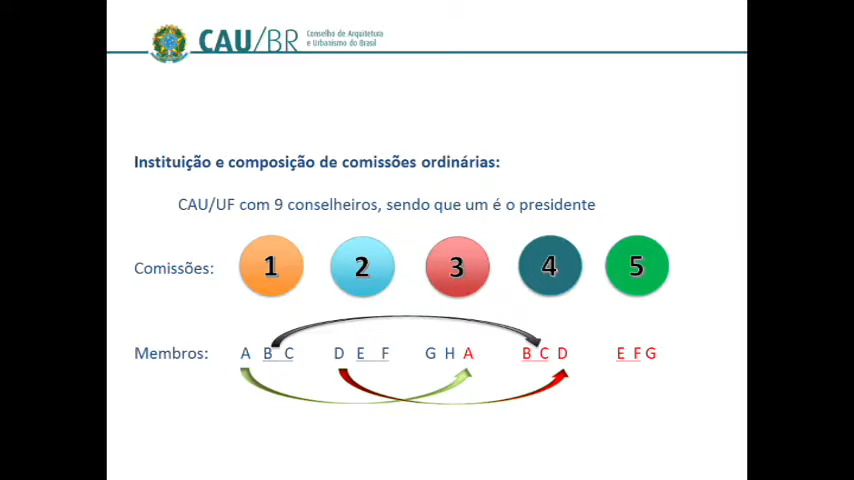 CAU/BR
Conselho de Arquitetura
e Urbanismo do Brasil
Instituição e composição de comissões ordinárias:
CAU/UF com 9 conselheiros, sendo que um é o presidente
Comissões: 1 2 3 4 5
Membros: A B C D E F G H A B C D E F G